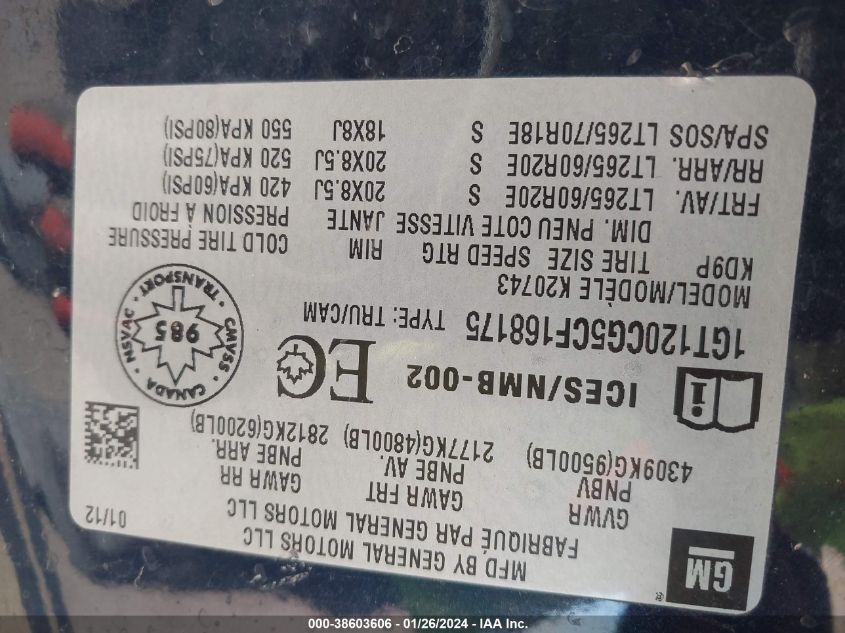 GM
®
MFD BY GENERAL MOTORS LLC
FABRIQUÉ PAR GENERAL MOTORS LLC
01/12
GVWR GAWR FRT GAWR RR
PNBV PNBE AV. PNBE ARR.
4309KG(9500LB) 2177KG(4800LB) 2812KG(6200LB)
i ICES/NMB-002 EC
CMVSS · CANADA · NSVAC · TRANSPORT ·
985
1GT120CG5CF168175 TYPE: TRU/CAM
MODEL/MODÈLE K20743
KD9P TIRE SIZE SPEED RTG RIM COLD TIRE PRESSURE
DIM. PNEU COTE VITESSE JANTE PRESSION À FROID
FRT/AV. LT265/60R20E S 20X8.5J 420 KPA(60PSI)
RR/ARR. LT265/60R20E S 20X8.5J 520 KPA(75PSI)
SPA/SOS LT265/70R18E S 18X8J 550 KPA(80PSI)
000-38603606 - 01/26/2024 - IAA Inc.